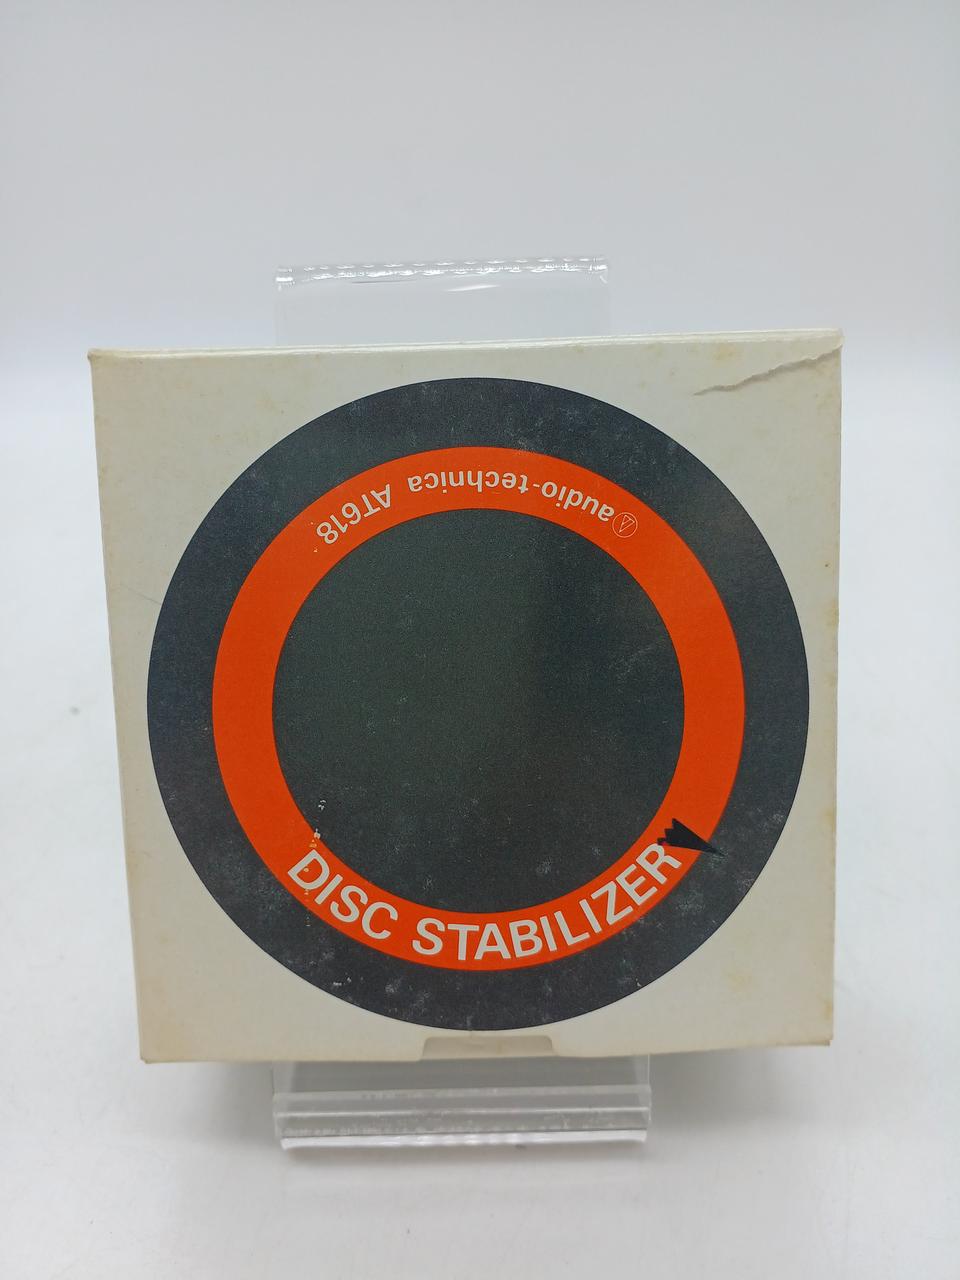 audio-technica AT618
DISC STABILIZER